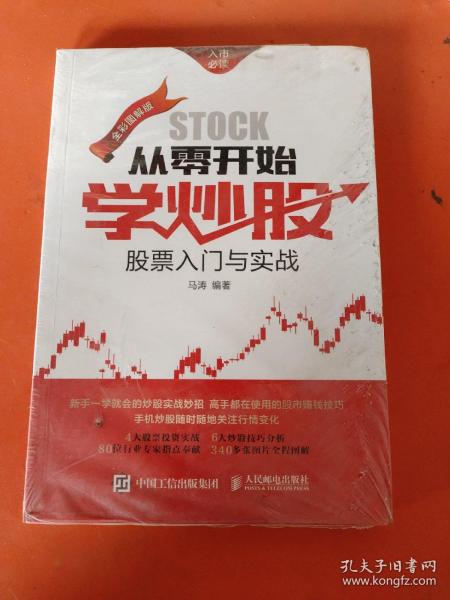 入市
必读
全彩图解版
STOCK
从零开始
学炒股
股票入门与实战
马涛 编著
新手一学就会的炒股实战妙招 高手都在使用的股市赚钱技巧
手机炒股随时随地关注行情变化
4大股票投资实战 6大炒股技巧分析
80位行业专家指点奉献 340多张图片全程图解
中国工信出版集团 人民邮电出版社
POSTS & TELECOM PRESS
孔夫子旧书网
www.kongfz.com